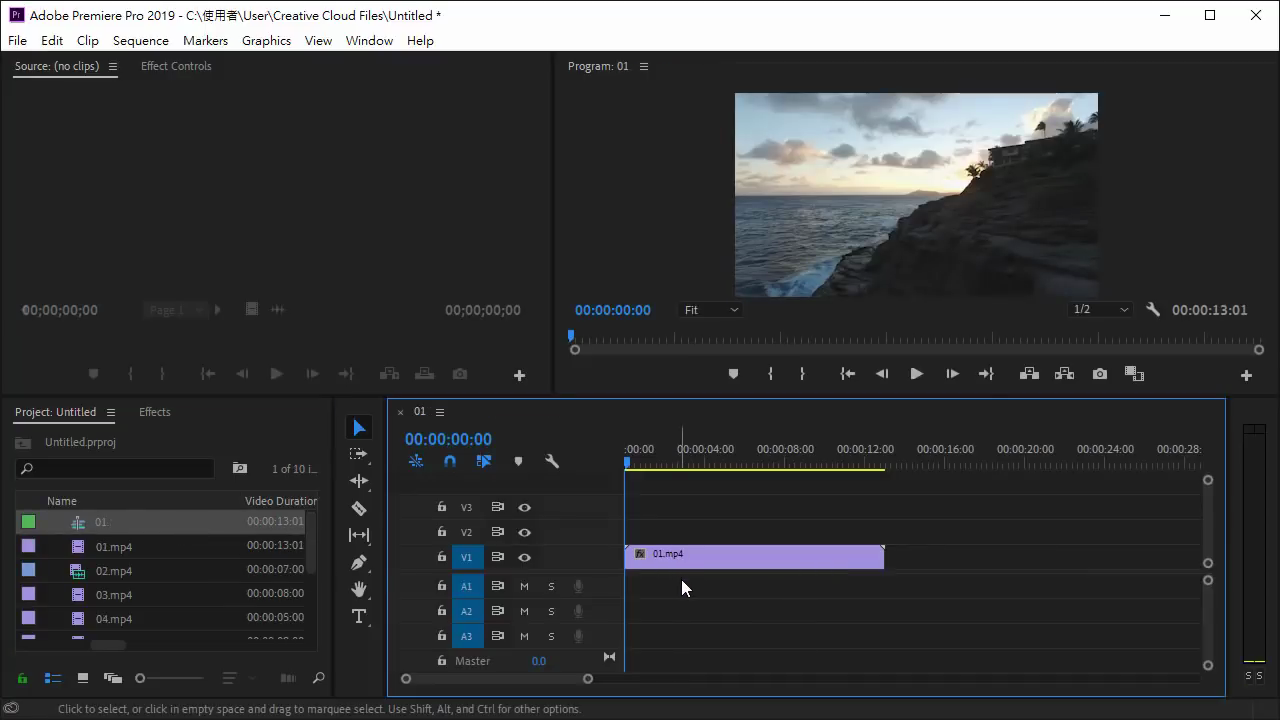 Adobe Premiere Pro 2019 - C:\使用者\User\Creative Cloud Files\Untitled *
File Edit Clip Sequence Markers Graphics View Window Help
Source: (no clips) Effect Controls
Program: 01
00;00;00;00 Page 1 00;00;00;00
00:00:00:00 Fit 1/2 00:00:13:01
Project: Untitled Effects
Untitled.prproj
1 of 10 i...
Name Video Duration
01 00:00:13:01
01.mp4 00:00:13:01
02.mp4 00:00:07:00
03.mp4 00:00:08:00
04.mp4 00:00:05:00
01
00:00:00:00
:00:00 00:00:04:00 00:00:08:00 00:00:12:00 00:00:16:00 00:00:20:00 00:00:24:00 00:00:28:
V3
V2
V1 01.mp4
A1 M S
A2 M S
A3 M S
Master 0.0
S S
Click to select, or click in empty space and drag to marquee select. Use Shift, Alt, and Ctrl for other options.